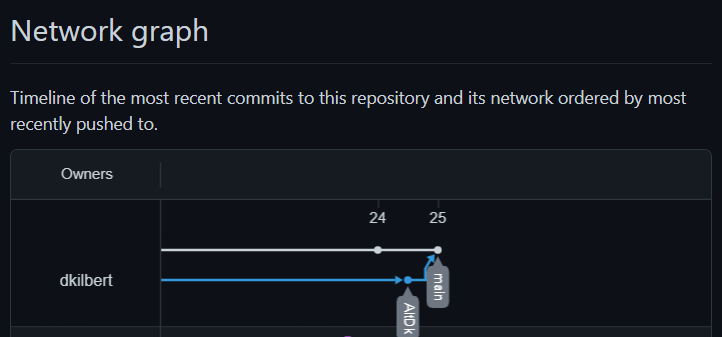 Network graph
Timeline of the most recent commits to this repository and its network ordered by most
recently pushed to.
Owners
24 25
dkilbert
main
AltDk